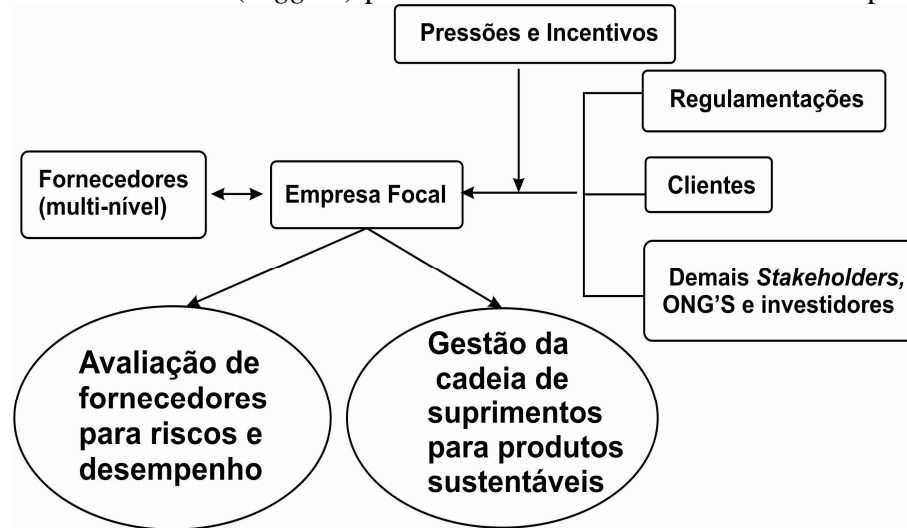 Pressões e Incentivos
Regulamentações
Fornecedores
(multi-nível)
Empresa Focal
Clientes
Demais Stakeholders,
ONG'S e investidores
Avaliação de
fornecedores
para riscos e
desempenho
Gestão da
cadeia de
suprimentos
para produtos
sustentáveis